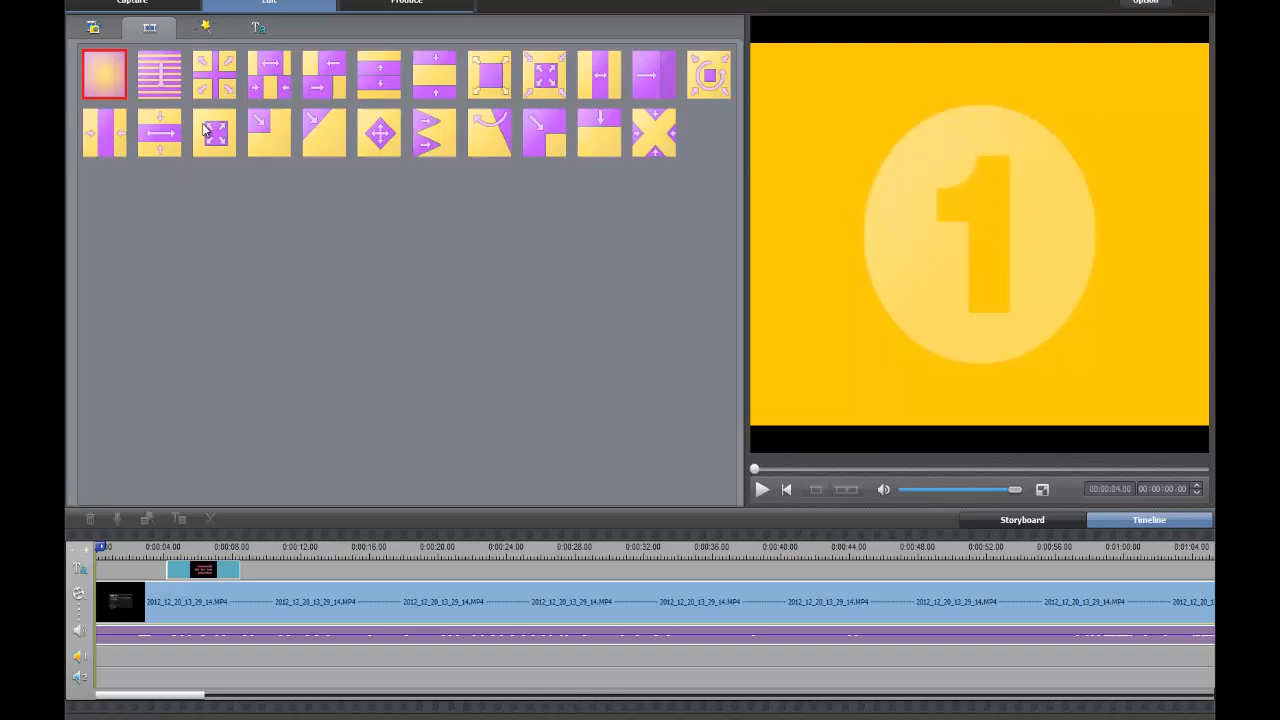 Capture Edit Produce Option
Ta
1
00:00:04.00 00:00:00.00
Storyboard Timeline
0:00:04.00 0:00:08.00 0:00:12.00 0:00:16.00 0:00:20.00 0:00:24.00 0:00:28.00 0:00:32.00 0:00:36.00 0:00:40.00 0:00:44.00 0:00:48.00 0:00:52.00 0:00:56.00 0:01:00.00 0:01:04.00
Ta
2012_12_20_13_29_14.MP4 2012_12_20_13_29_14.MP4 2012_12_20_13_29_14.MP4 2012_12_20_13_29_14.MP4 2012_12_20_13_29_14.MP4 2012_12_20_13_29_14.MP4 2012_12_20_13_29_14.MP4 2012_12_20_13_29_14.MP4 2012_12_20_1
1
2